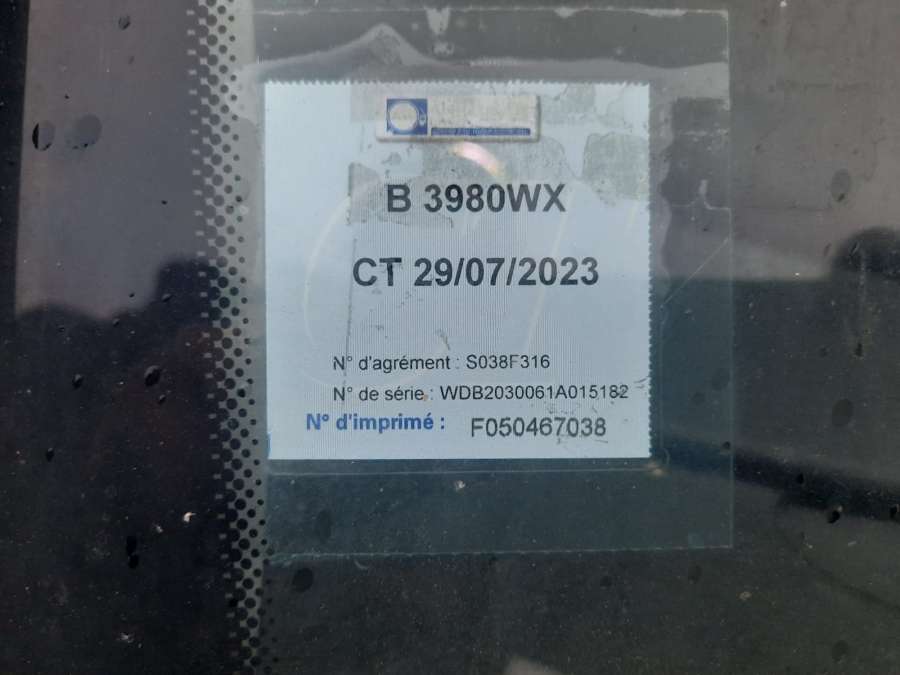 B 3980WX
CT 29/07/2023
N° d'agrément : S038F316
N° de série : WDB2030061A015182
N° d'imprimé : F050467038